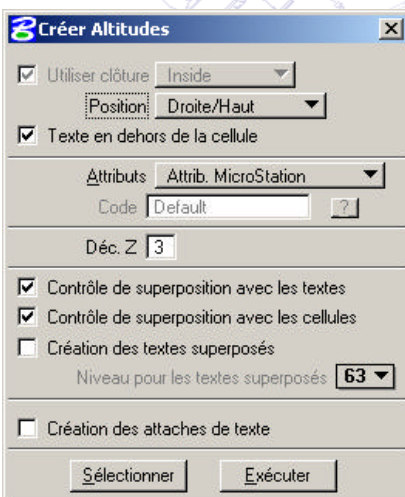 Créer Altitudes
Utiliser clôture Inside
Position Droite/Haut
Texte en dehors de la cellule
Attributs Attrib. MicroStation
Code Default ?
Déc. Z 3
Contrôle de superposition avec les textes
Contrôle de superposition avec les cellules
Création des textes superposés
Niveau pour les textes superposés 63
Création des attaches de texte
Sélectionner Exécuter